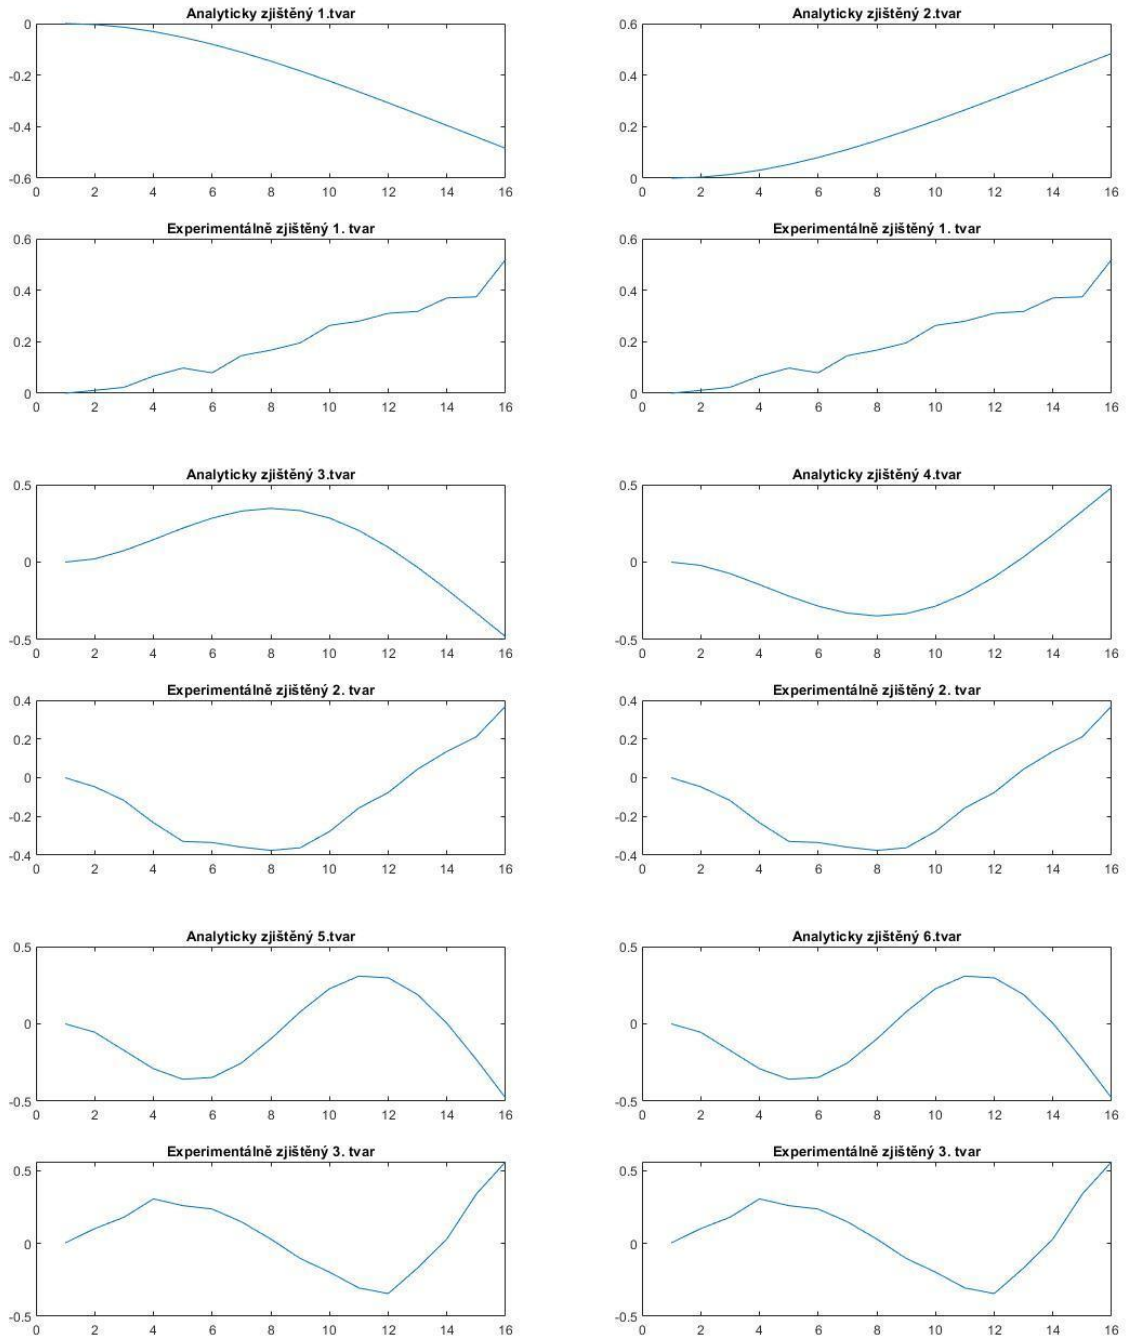 Analyticky zjištěný 1.tvar
0
-0.2
-0.4
-0.6
0 2 4 6 8 10 12 14 16
Analyticky zjištěný 2.tvar
0.6
0.4
0.2
0
0 2 4 6 8 10 12 14 16
Experimentálně zjištěný 1. tvar
0.6
0.4
0.2
0
0 2 4 6 8 10 12 14 16
Experimentálně zjištěný 1. tvar
0.6
0.4
0.2
0
0 2 4 6 8 10 12 14 16
Analyticky zjištěný 3.tvar
0.5
0
-0.5
0 2 4 6 8 10 12 14 16
Analyticky zjištěný 4.tvar
0.5
0
-0.5
0 2 4 6 8 10 12 14 16
Experimentálně zjištěný 2. tvar
0.4
0.2
0
-0.2
-0.4
0 2 4 6 8 10 12 14 16
Experimentálně zjištěný 2. tvar
0.4
0.2
0
-0.2
-0.4
0 2 4 6 8 10 12 14 16
Analyticky zjištěný 5.tvar
0.5
0
-0.5
0 2 4 6 8 10 12 14 16
Analyticky zjištěný 6.tvar
0.5
0
-0.5
0 2 4 6 8 10 12 14 16
Experimentálně zjištěný 3. tvar
0.5
0
-0.5
0 2 4 6 8 10 12 14 16
Experimentálně zjištěný 3. tvar
0.5
0
-0.5
0 2 4 6 8 10 12 14 16